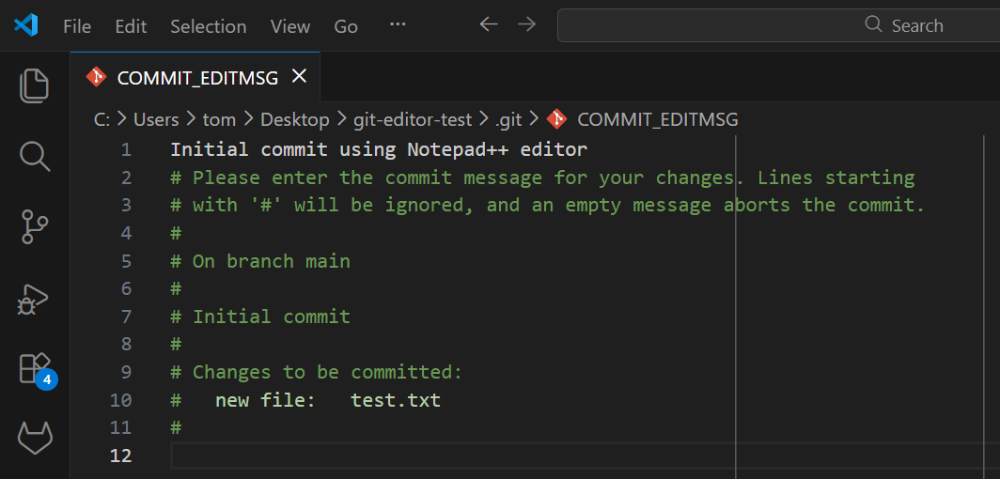 File Edit Selection View Go ··· Search
COMMIT_EDITMSG
C: > Users > tom > Desktop > git-editor-test > .git > COMMIT_EDITMSG
1 Initial commit using Notepad++ editor
2 # Please enter the commit message for your changes. Lines starting
3 # with '#' will be ignored, and an empty message aborts the commit.
4 #
5 # On branch main
6 #
7 # Initial commit
8 #
9 # Changes to be committed:
10 #   new file:   test.txt
11 #
12
4